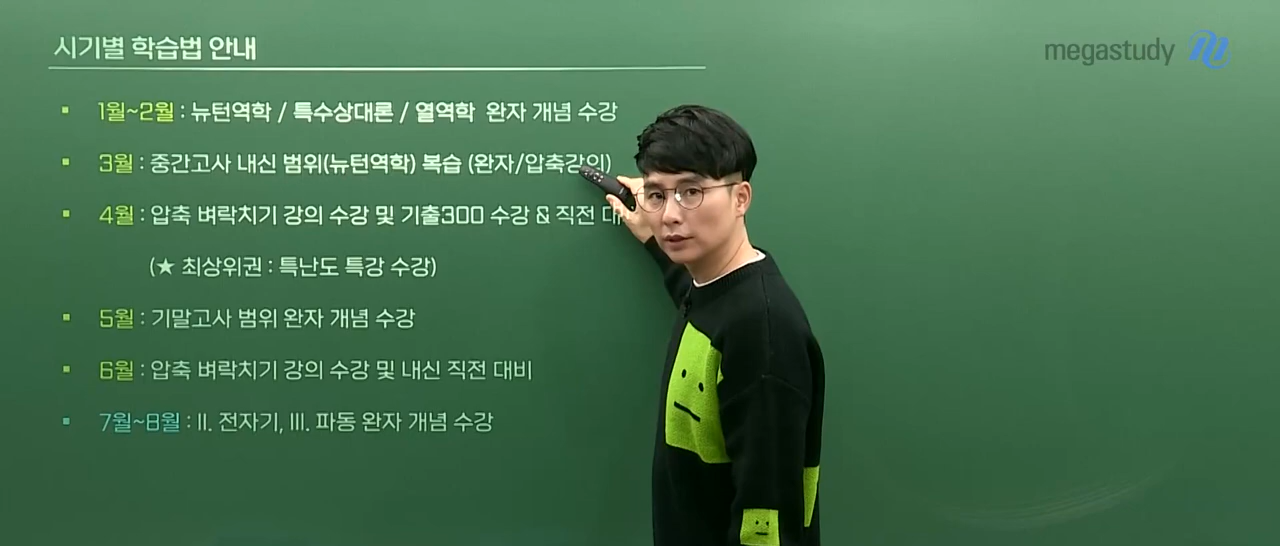 시기별 학습법 안내
megastudy
1월~2월 : 뉴턴역학 / 특수상대론 / 열역학 완자 개념 수강
3월 : 중간고사 내신 범위(뉴턴역학) 복습 (완자/압축강의)
4월 : 압축 벼락치기 강의 수강 및 기출300 수강 & 직전
(★ 최상위권 : 특난도 특강 수강)
5월 : 기말고사 범위 완자 개념 수강
6월 : 압축 벼락치기 강의 수강 및 내신 직전 대비
7월~8월 : II. 전자기, III. 파동 완자 개념 수강